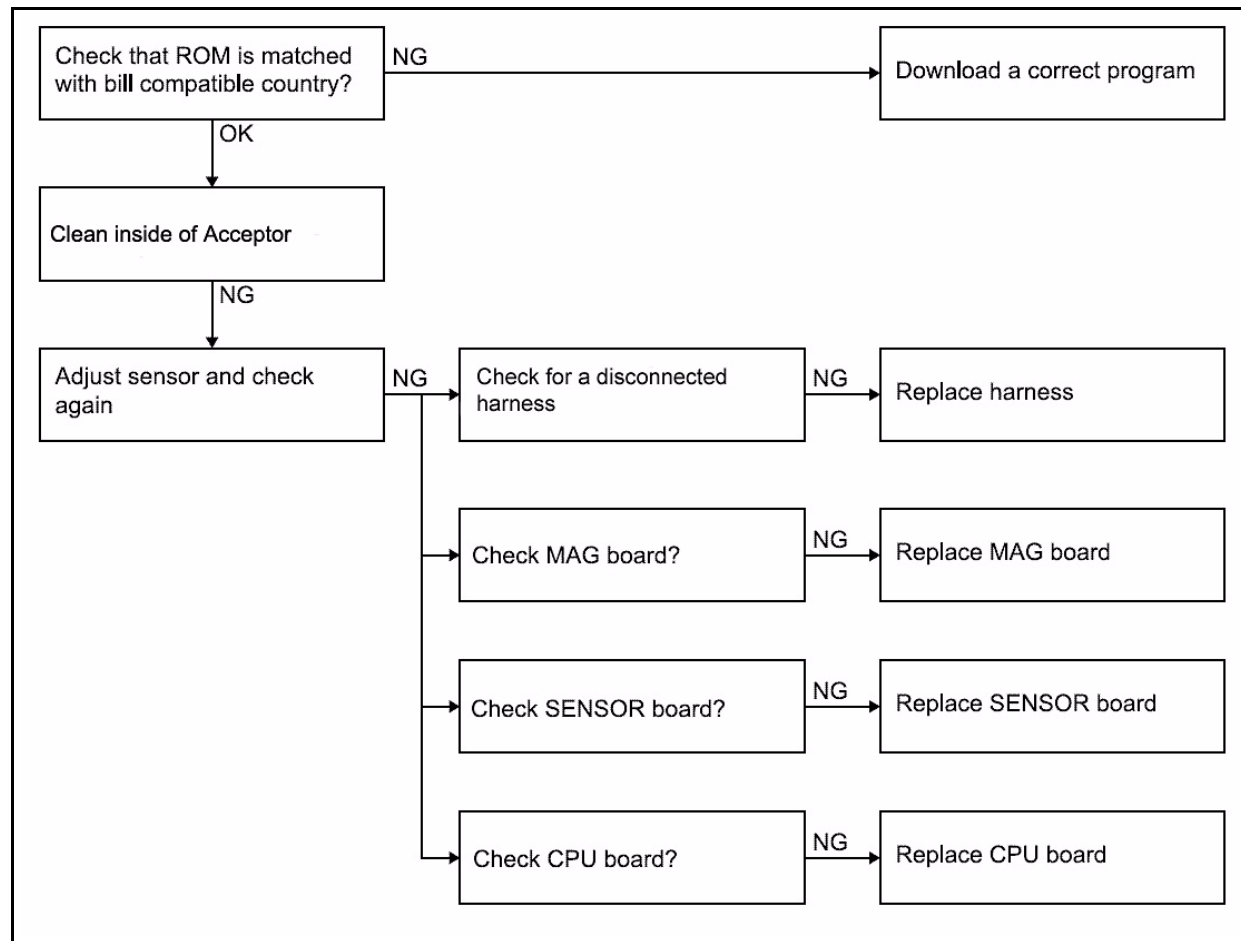 Check that ROM is matched
with bill compatible country?
NG
Download a correct program
OK
Clean inside of Acceptor
NG
Adjust sensor and check
again
NG
Check for a disconnected
harness
NG
Replace harness
Check MAG board?
NG
Replace MAG board
Check SENSOR board?
NG
Replace SENSOR board
Check CPU board?
NG
Replace CPU board